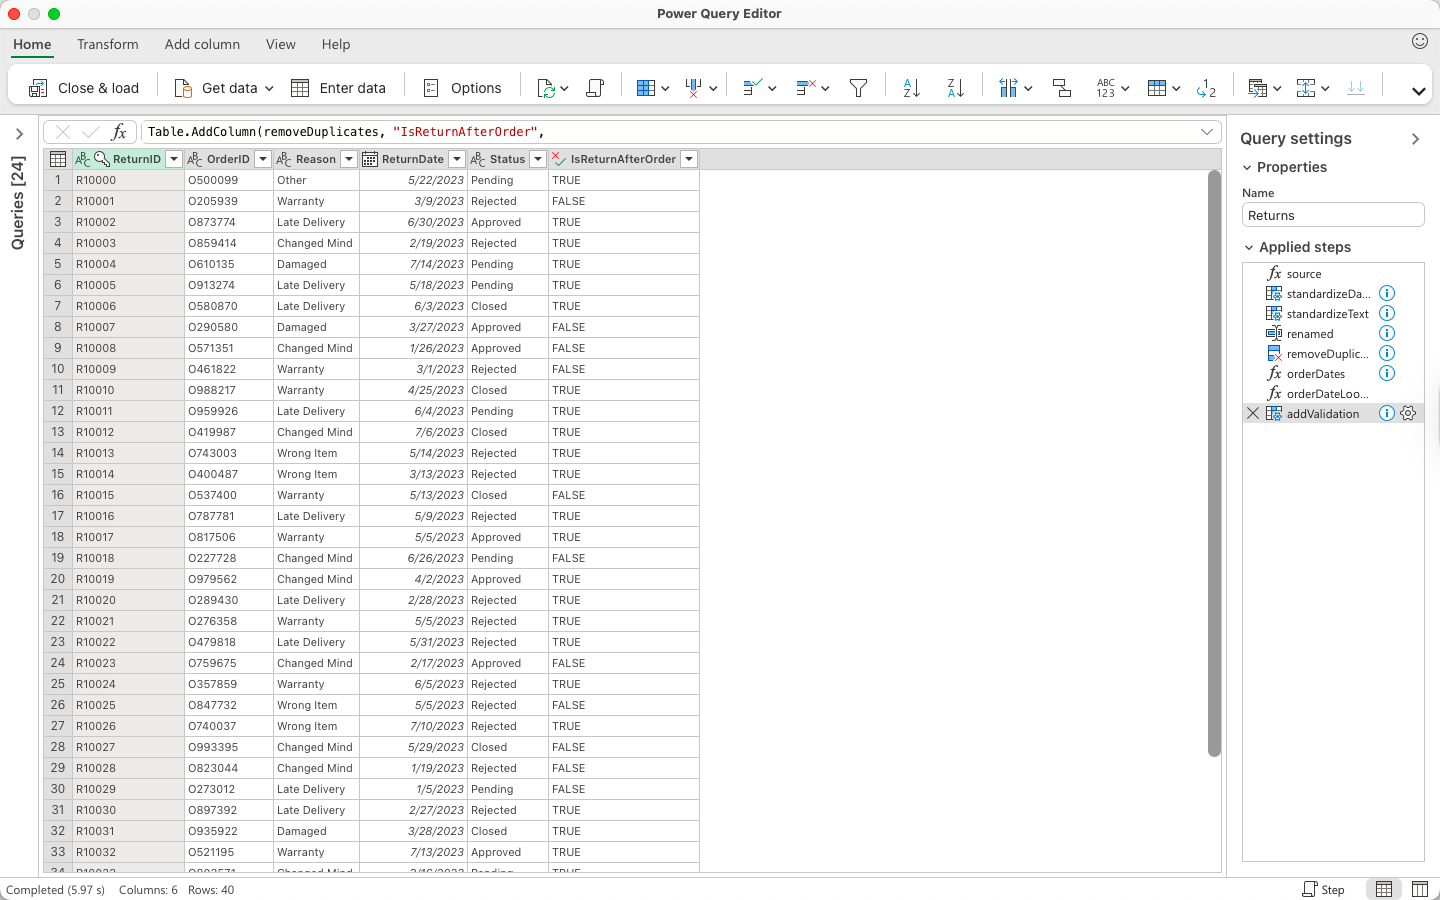 Power Query Editor
Home Transform Add column View Help
Close & load Get data Enter data Options
Table.AddColumn(removeDuplicates, "IsReturnAfterOrder",
Queries [24]
ReturnID OrderID Reason ReturnDate Status IsReturnAfterOrder
1 R10000 O500099 Other 5/22/2023 Pending TRUE
2 R10001 O205939 Warranty 3/9/2023 Rejected FALSE
3 R10002 O873774 Late Delivery 6/30/2023 Approved TRUE
4 R10003 O859414 Changed Mind 2/19/2023 Rejected TRUE
5 R10004 O610135 Damaged 7/14/2023 Pending TRUE
6 R10005 O913274 Late Delivery 5/18/2023 Pending TRUE
7 R10006 O580870 Late Delivery 6/3/2023 Closed TRUE
8 R10007 O290580 Damaged 3/27/2023 Approved FALSE
9 R10008 O571351 Changed Mind 1/26/2023 Approved FALSE
10 R10009 O461822 Warranty 3/1/2023 Rejected FALSE
11 R10010 O988217 Warranty 4/25/2023 Closed TRUE
12 R10011 O959926 Late Delivery 6/4/2023 Pending TRUE
13 R10012 O419987 Changed Mind 7/6/2023 Closed TRUE
14 R10013 O743003 Wrong Item 5/14/2023 Rejected TRUE
15 R10014 O400487 Wrong Item 3/13/2023 Rejected TRUE
16 R10015 O537400 Warranty 5/13/2023 Closed FALSE
17 R10016 O787781 Late Delivery 5/9/2023 Rejected TRUE
18 R10017 O817506 Warranty 5/5/2023 Approved TRUE
19 R10018 O227728 Changed Mind 6/26/2023 Pending FALSE
20 R10019 O979562 Changed Mind 4/2/2023 Approved TRUE
21 R10020 O289430 Late Delivery 2/28/2023 Rejected TRUE
22 R10021 O276358 Warranty 5/5/2023 Rejected TRUE
23 R10022 O479818 Late Delivery 5/31/2023 Rejected TRUE
24 R10023 O759675 Changed Mind 2/17/2023 Approved FALSE
25 R10024 O357859 Warranty 6/5/2023 Rejected TRUE
26 R10025 O847732 Wrong Item 5/5/2023 Rejected FALSE
27 R10026 O740037 Wrong Item 7/10/2023 Rejected TRUE
28 R10027 O993395 Changed Mind 5/29/2023 Closed FALSE
29 R10028 O823044 Changed Mind 1/19/2023 Rejected FALSE
30 R10029 O273012 Late Delivery 1/5/2023 Pending FALSE
31 R10030 O897392 Late Delivery 2/27/2023 Rejected TRUE
32 R10031 O935922 Damaged 3/28/2023 Closed TRUE
33 R10032 O521195 Warranty 7/13/2023 Approved TRUE
Query settings
Properties
Name
Returns
Applied steps
source
standardizeDa...
standardizeText
renamed
removeDuplic...
orderDates
orderDateLoo...
addValidation
Completed (5.97 s) Columns: 6 Rows: 40
Step